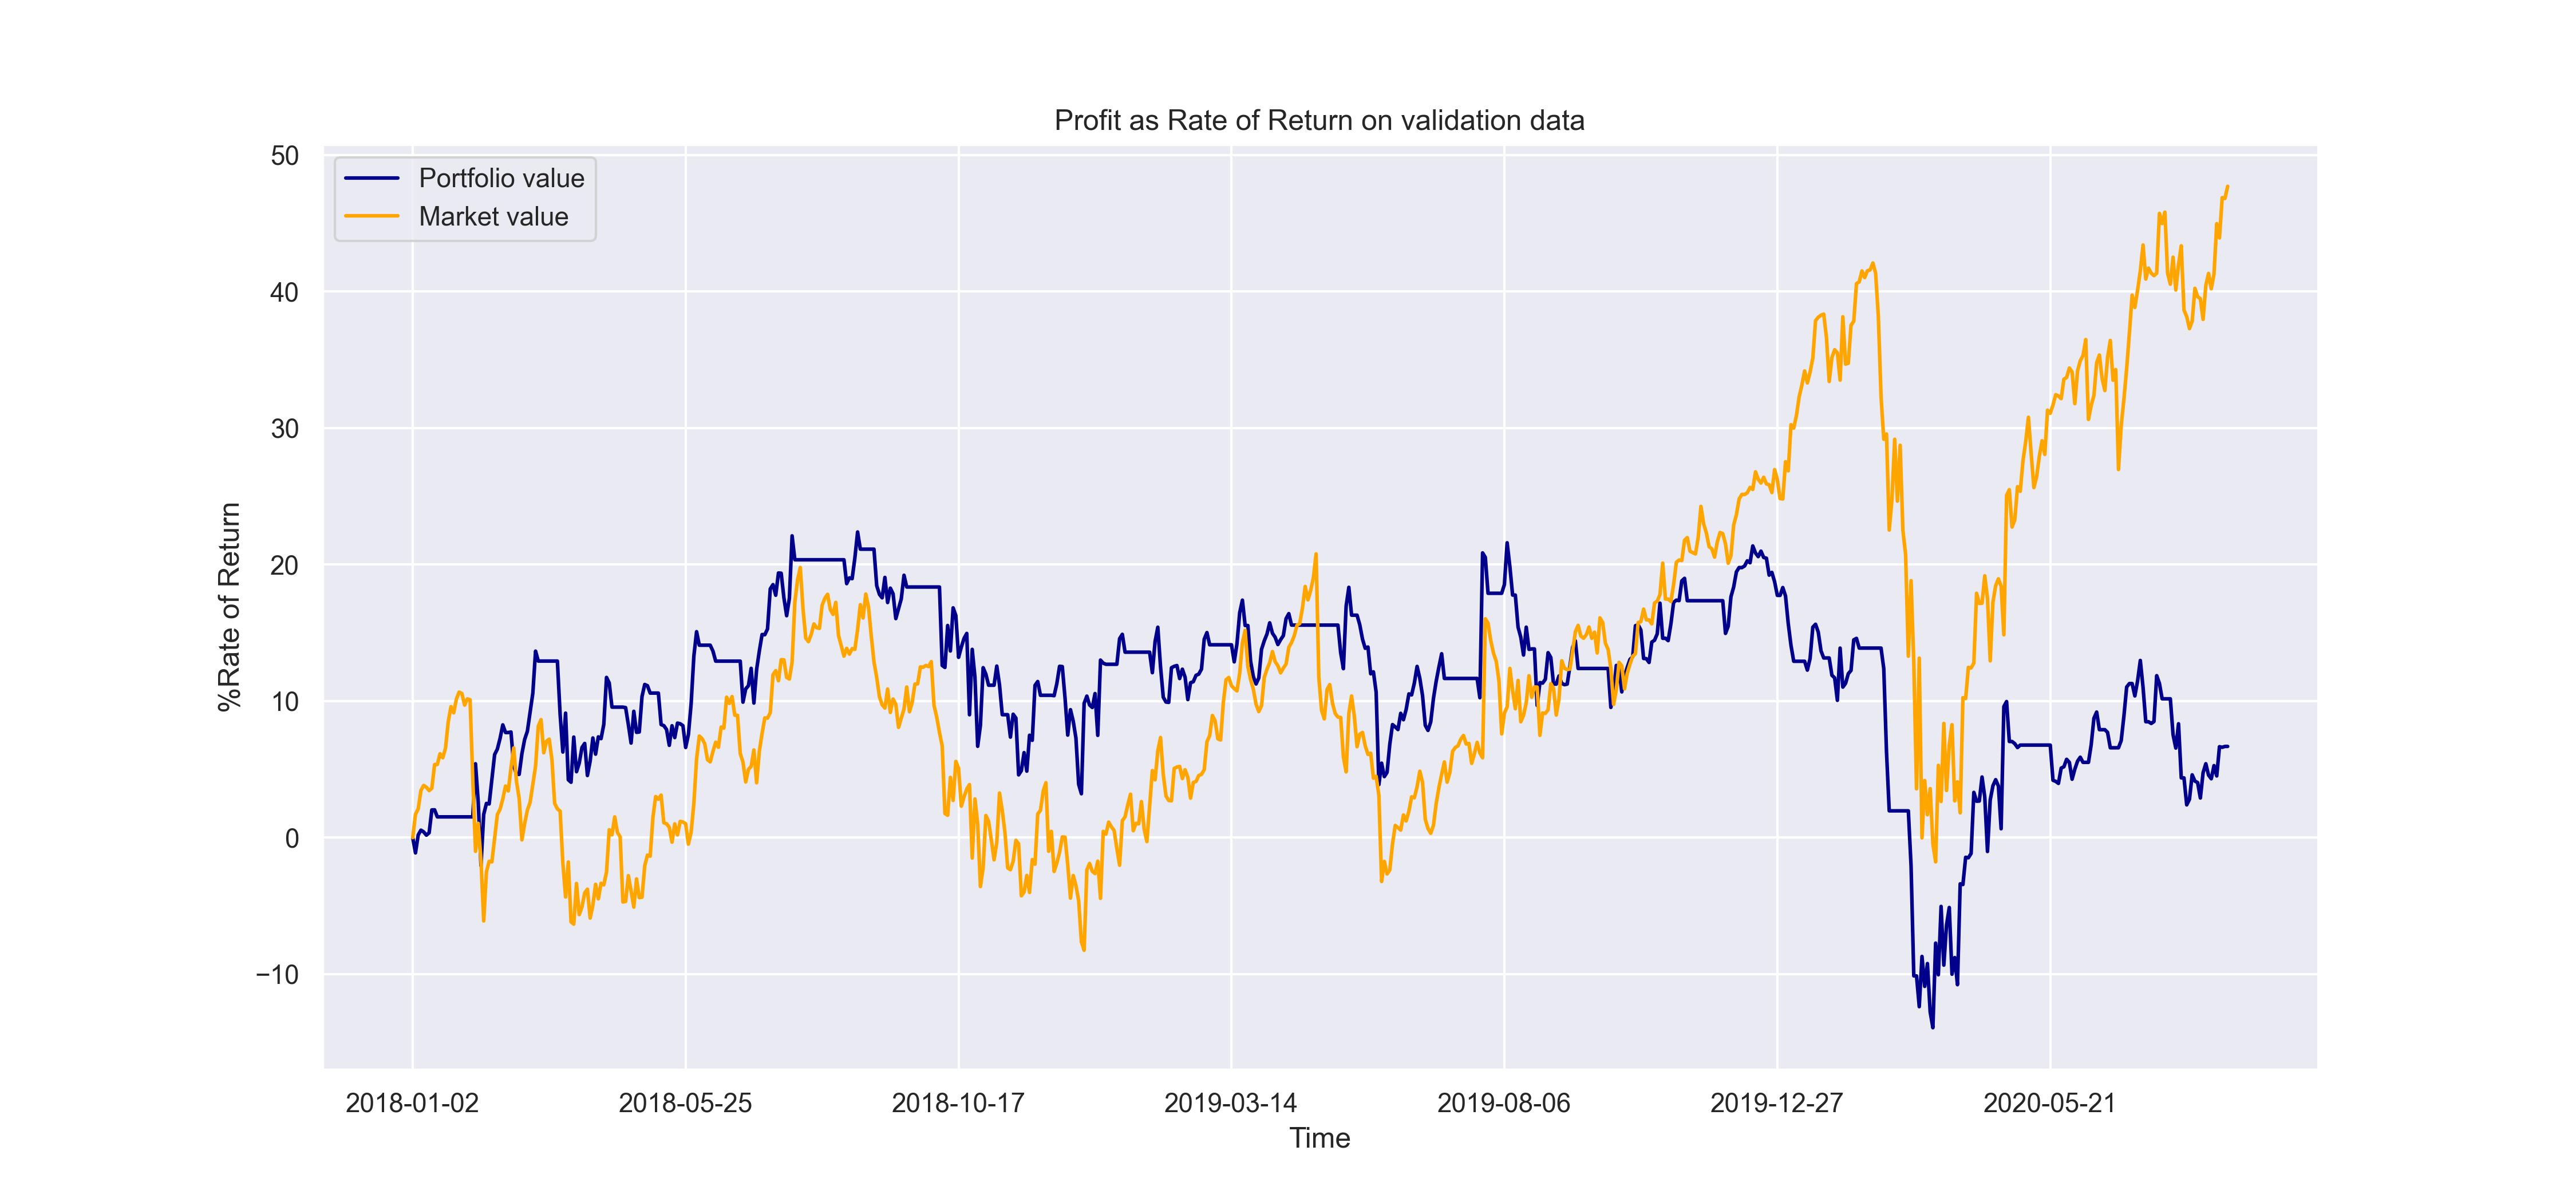 Profit as Rate of Return on validation data
Portfolio value
Market value
50
40
30
20
10
0
−10
%Rate of Return
2018-01-02 2018-05-25 2018-10-17 2019-03-14 2019-08-06 2019-12-27 2020-05-21
Time